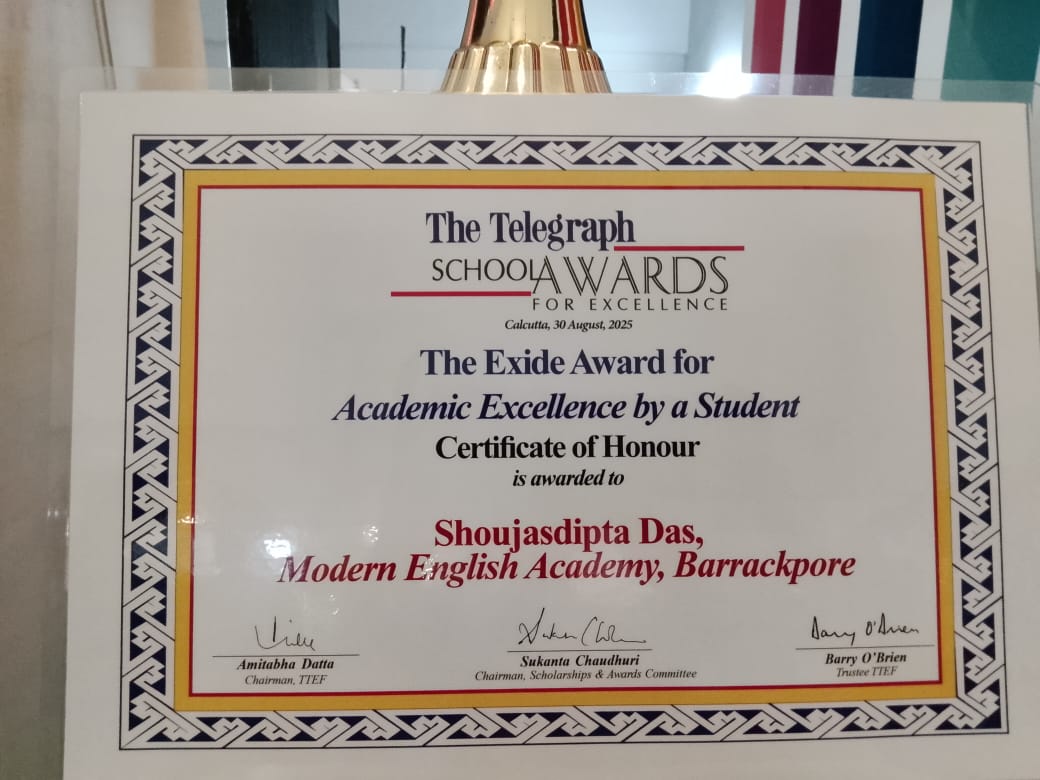 The Telegraph
SCHOOL AWARDS
FOR EXCELLENCE
Calcutta, 30 August, 2025
The Exide Award for
Academic Excellence by a Student
Certificate of Honour
is awarded to
Shoujasdipta Das,
Modern English Academy, Barrackpore
Amitabha Datta
Chairman, TTEF
Sukanta Chaudhuri
Chairman, Scholarships & Awards Committee
Barry O'Brien
Trustee TTEF